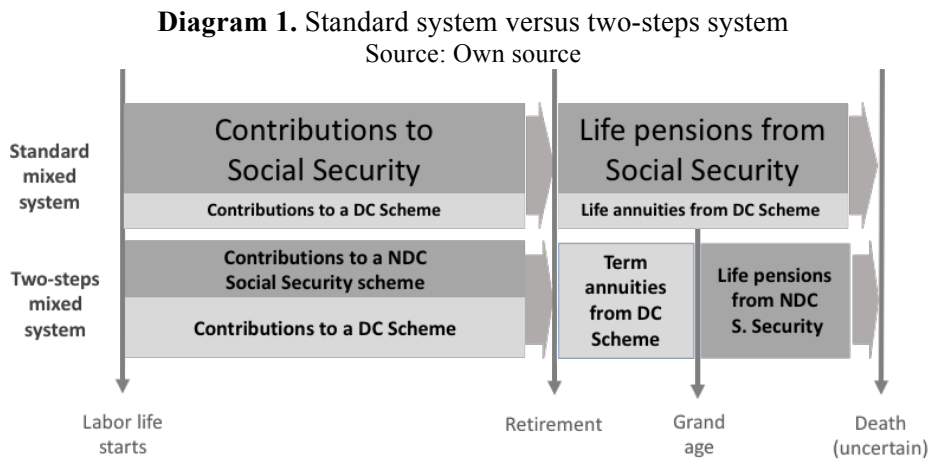 Diagram 1. Standard system versus two-steps system
Source: Own source
Standard
mixed
system
Contributions to
Social Security
Contributions to a DC Scheme
Life pensions from
Social Security
Life annuities from DC Scheme
Two-steps
mixed
system
Contributions to a NDC
Social Security scheme
Contributions to a DC Scheme
Term
annuities
from DC
Scheme
Life pensions
from NDC
S. Security
Labor life
starts
Retirement
Grand
age
Death
(uncertain)